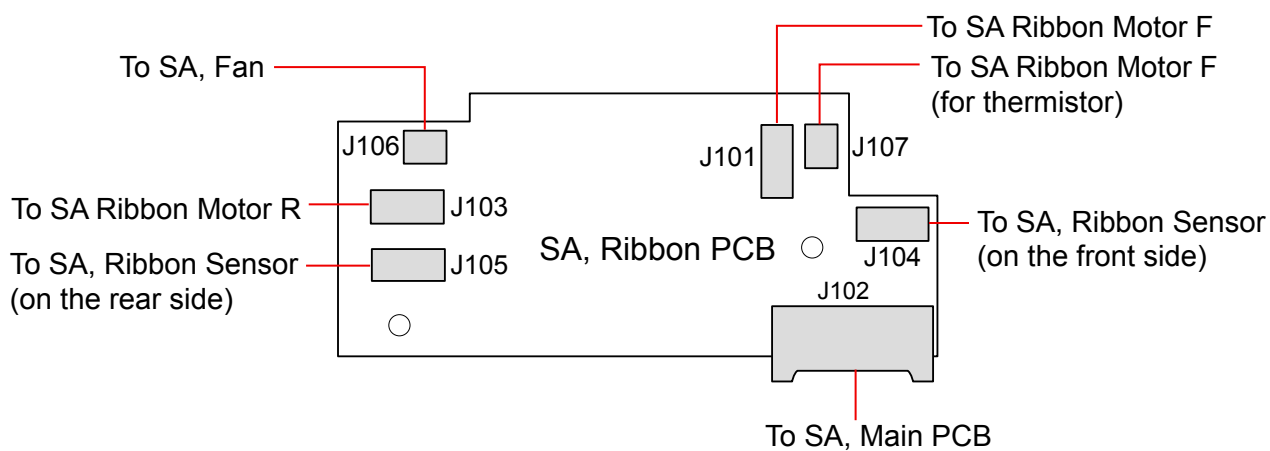 To SA Ribbon Motor F
To SA, Fan
To SA Ribbon Motor F
(for thermistor)
J106
J101
J107
To SA Ribbon Motor R
J103
To SA, Ribbon Sensor
(on the front side)
J104
SA, Ribbon PCB
To SA, Ribbon Sensor
(on the rear side)
J105
J102
To SA, Main PCB